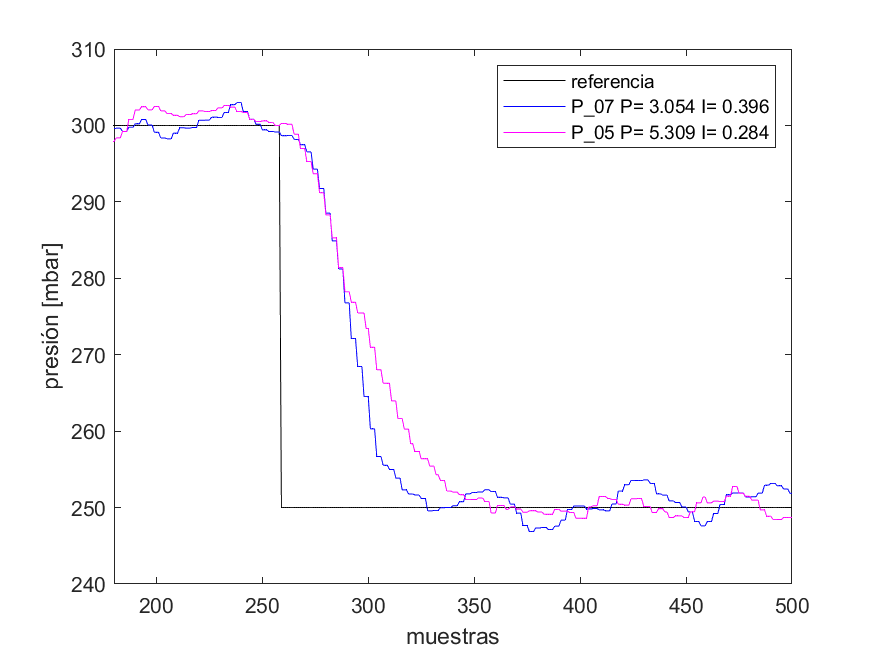 310
300
290
280
270
260
250
240
presión [mbar]
referencia
P_07 P= 3.054 I= 0.396
P_05 P= 5.309 I= 0.284
200 250 300 350 400 450 500
muestras